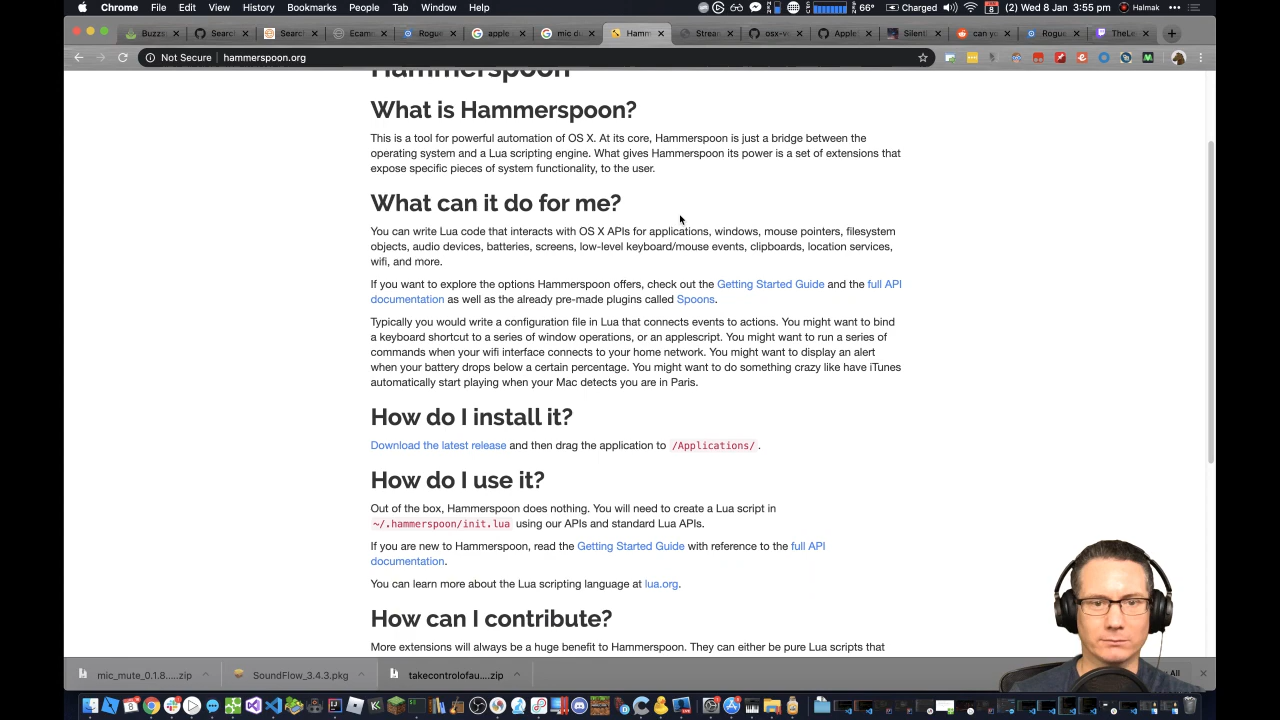 Chrome File Edit View History Bookmarks People Tab Window Help
66° Charged (2) Wed 8 Jan 3:55 pm Halmak
Buzzs Search Search Ecamm Rogue apple mic d Hamm Stream osx-v Apple Silent can yo Rogue TheLe
Not Secure hammerspoon.org
Hammerspoon
What is Hammerspoon?
This is a tool for powerful automation of OS X. At its core, Hammerspoon is just a bridge between the
operating system and a Lua scripting engine. What gives Hammerspoon its power is a set of extensions that
expose specific pieces of system functionality, to the user.
What can it do for me?
You can write Lua code that interacts with OS X APIs for applications, windows, mouse pointers, filesystem
objects, audio devices, batteries, screens, low-level keyboard/mouse events, clipboards, location services,
wifi, and more.
If you want to explore the options Hammerspoon offers, check out the Getting Started Guide and the full API
documentation as well as the already pre-made plugins called Spoons.
Typically you would write a configuration file in Lua that connects events to actions. You might want to bind
a keyboard shortcut to a series of window operations, or an applescript. You might want to run a series of
commands when your wifi interface connects to your home network. You might want to display an alert
when your battery drops below a certain percentage. You might want to do something crazy like have iTunes
automatically start playing when your Mac detects you are in Paris.
How do I install it?
Download the latest release and then drag the application to /Applications/.
How do I use it?
Out of the box, Hammerspoon does nothing. You will need to create a Lua script in
~/.hammerspoon/init.lua using our APIs and standard Lua APIs.
If you are new to Hammerspoon, read the Getting Started Guide with reference to the full API
documentation.
You can learn more about the Lua scripting language at lua.org.
How can I contribute?
More extensions will always be a huge benefit to Hammerspoon. They can either be pure Lua scripts that
mic_mute_0.1.8.....zip SoundFlow_3.4.3.pkg takecontrolofau....zip All